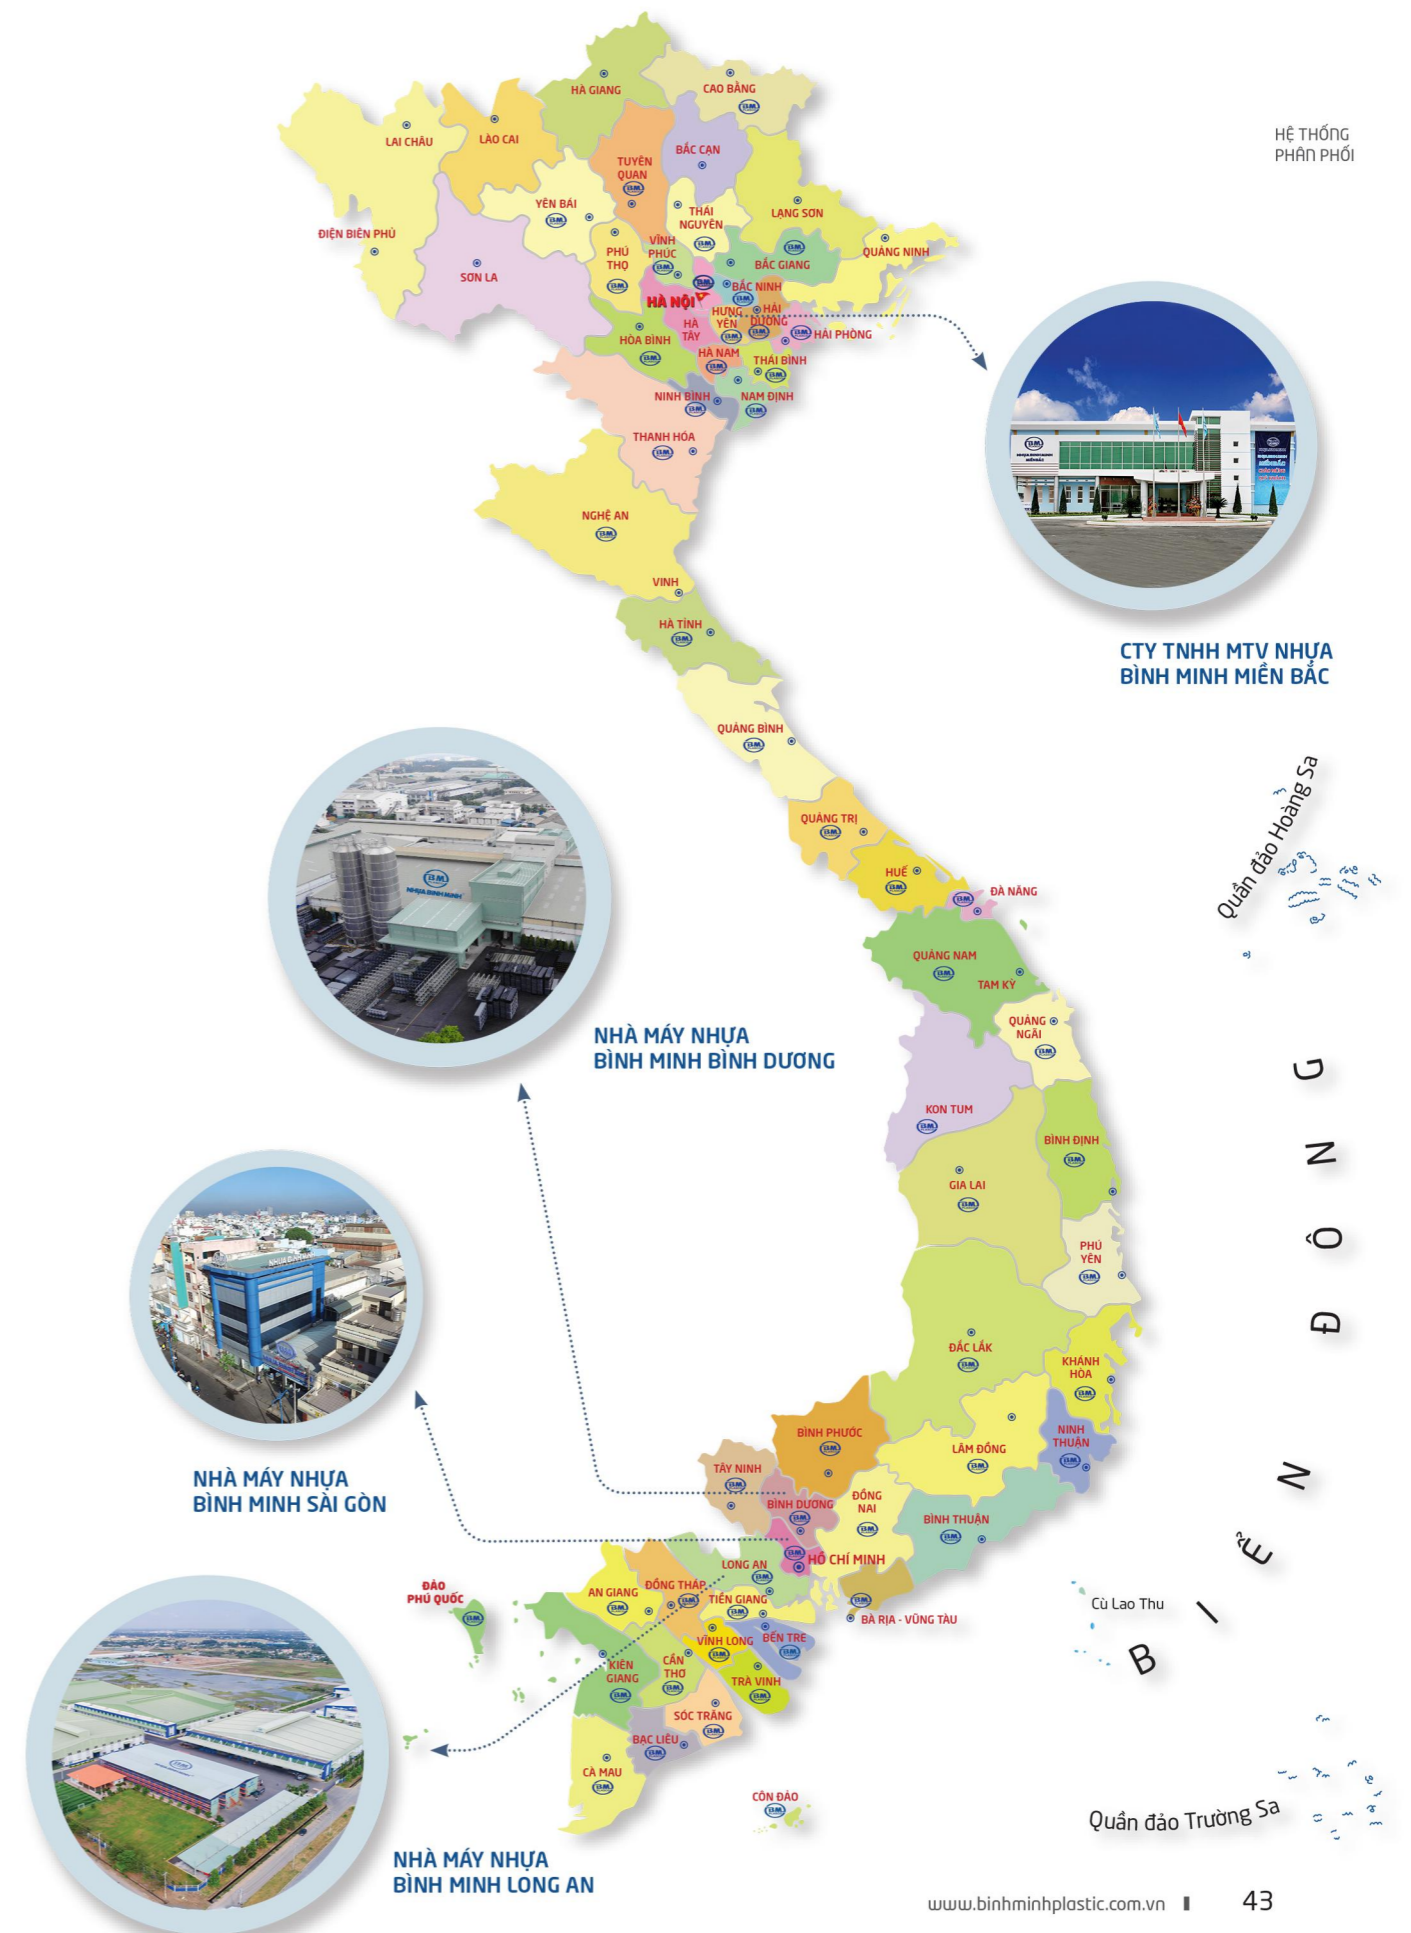 HỆ THỐNG
PHÂN PHỐI
HÀ GIANG
CAO BẰNG
LAI CHÂU
LÀO CAI
BẮC CẠN
TUYÊN
QUAN
YÊN BÁI
THÁI
NGUYÊN
LẠNG SƠN
ĐIỆN BIÊN PHỦ
SƠN LA
PHÚ
THỌ
VĨNH
PHÚC
BẮC GIANG
QUẢNG NINH
BẮC NINH
HÀ NỘI
HƯNG
YÊN
HẢI
DƯƠNG
HÀ
TÂY
HẢI PHÒNG
HÒA BÌNH
HÀ NAM
THÁI BÌNH
NINH BÌNH
NAM ĐỊNH
THANH HÓA
NGHỆ AN
VINH
HÀ TĨNH
CTY TNHH MTV NHỰA
BÌNH MINH MIỀN BẮC
QUẢNG BÌNH
QUẢNG TRỊ
HUẾ
ĐÀ NẴNG
Quần đảo Hoàng Sa
QUẢNG NAM
TAM KỲ
QUẢNG
NGÃI
NHỰA BÌNH MINH
NHÀ MÁY NHỰA
BÌNH MINH BÌNH DƯƠNG
KON TUM
BÌNH ĐỊNH
GIA LAI
PHÚ
YÊN
ĐẮC LẮK
KHÁNH
HÒA
BÌNH PHƯỚC
LÂM ĐỒNG
NINH
THUẬN
NHÀ MÁY NHỰA
BÌNH MINH SÀI GÒN
TÂY NINH
BÌNH DƯƠNG
ĐỒNG
NAI
BÌNH THUẬN
HỒ CHÍ MINH
LONG AN
ĐẢO
PHÚ QUỐC
AN GIANG
ĐỒNG THÁP
TIỀN GIANG
BÀ RỊA - VŨNG TÀU
Cù Lao Thu
BIỂN ĐÔNG
VĨNH LONG
BẾN TRE
KIÊN
GIANG
CẦN
THƠ
TRÀ VINH
SÓC TRĂNG
BẠC LIÊU
CÀ MAU
CÔN ĐẢO
Quần đảo Trường Sa
NHÀ MÁY NHỰA
BÌNH MINH LONG AN
www.binhminhplastic.com.vn 43